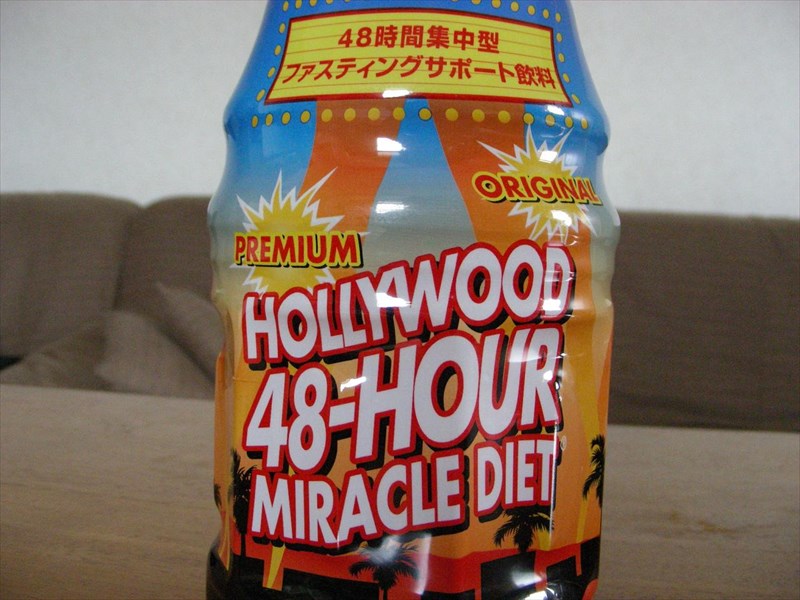 48時間集中型
ファスティングサポート飲料
ORIGINAL
PREMIUM
HOLLYWOOD
48-HOUR
MIRACLE DIET®